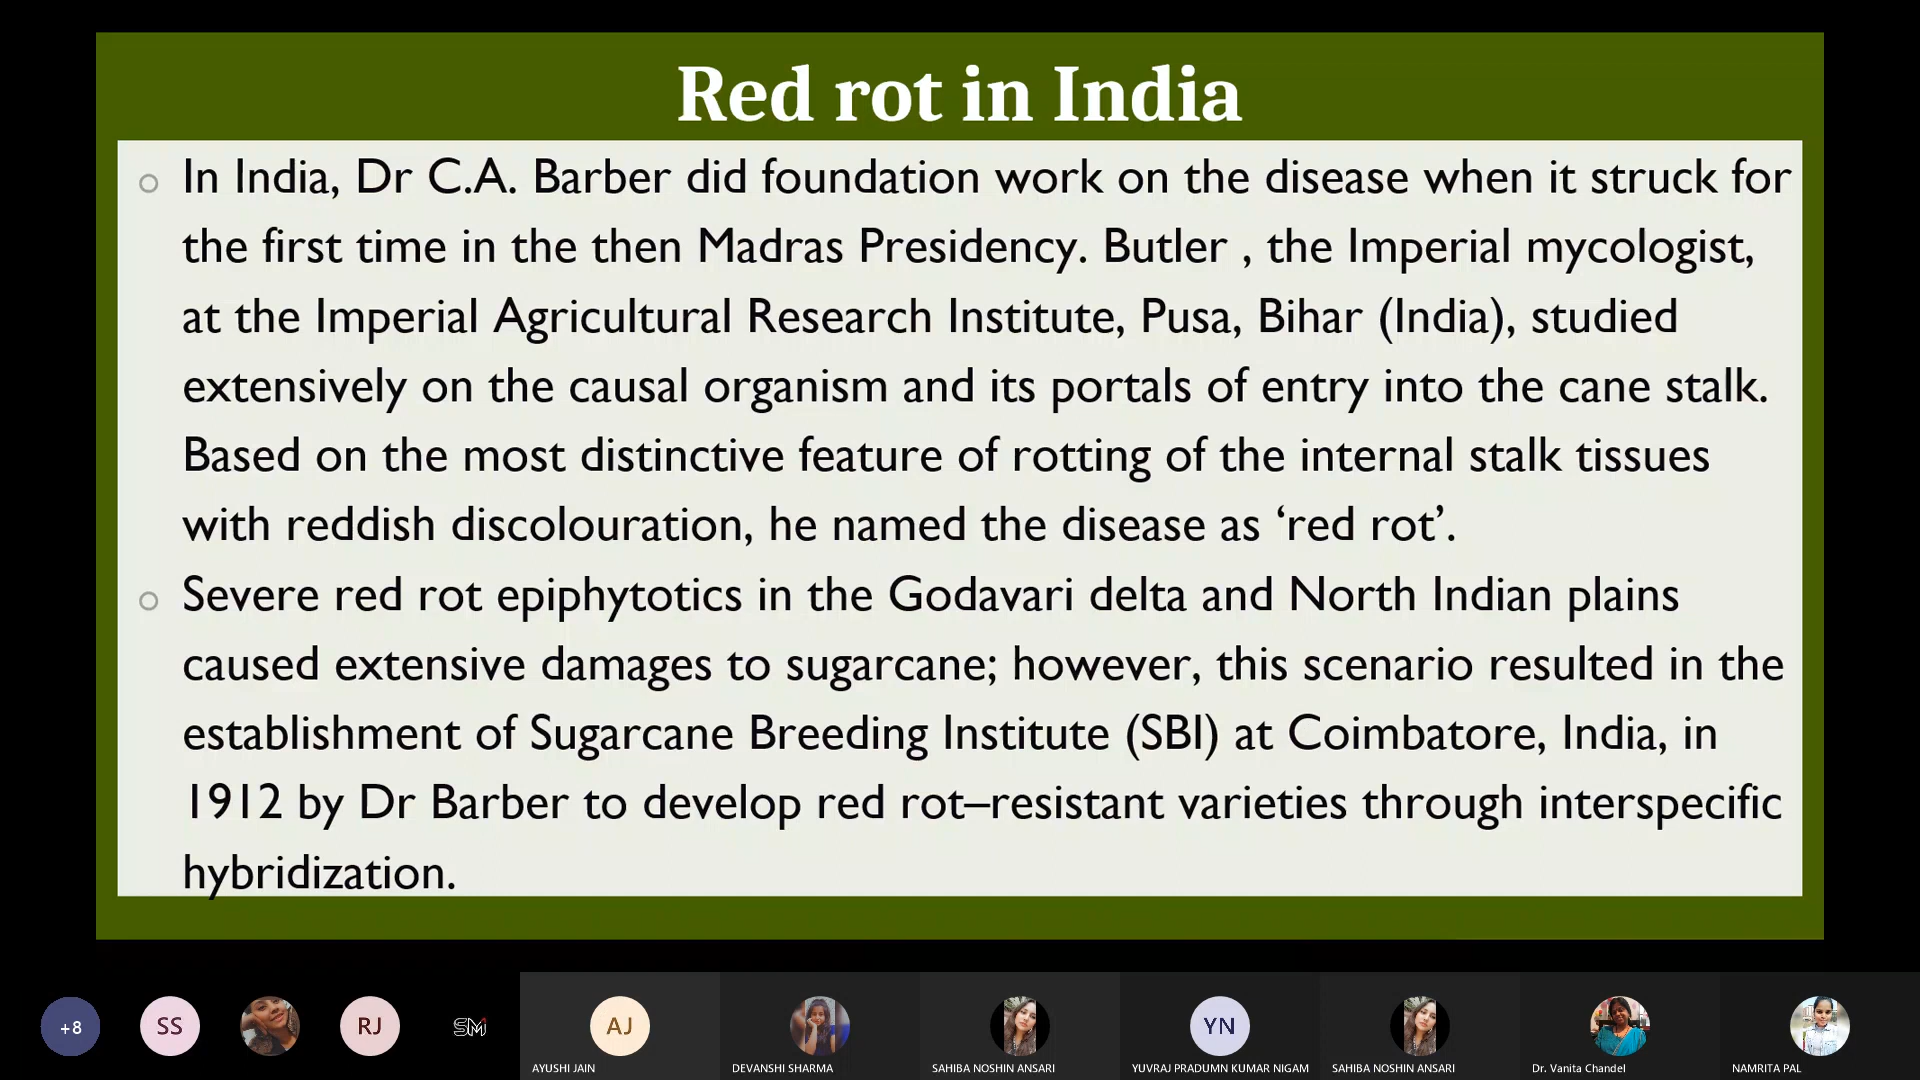 Red rot in India
In India, Dr C.A. Barber did foundation work on the disease when it struck for
the first time in the then Madras Presidency. Butler , the Imperial mycologist,
at the Imperial Agricultural Research Institute, Pusa, Bihar (India), studied
extensively on the causal organism and its portals of entry into the cane stalk.
Based on the most distinctive feature of rotting of the internal stalk tissues
with reddish discolouration, he named the disease as ‘red rot’.
Severe red rot epiphytotics in the Godavari delta and North Indian plains
caused extensive damages to sugarcane; however, this scenario resulted in the
establishment of Sugarcane Breeding Institute (SBI) at Coimbatore, India, in
1912 by Dr Barber to develop red rot–resistant varieties through interspecific
hybridization.
+8
SS
RJ
SM
AJ
YN
AYUSHI JAIN
DEVANSHI SHARMA
SAHIBA NOSHIN ANSARI
YUVRAJ PRADUMN KUMAR NIGAM
SAHIBA NOSHIN ANSARI
Dr. Vanita Chandel
NAMRITA PAL